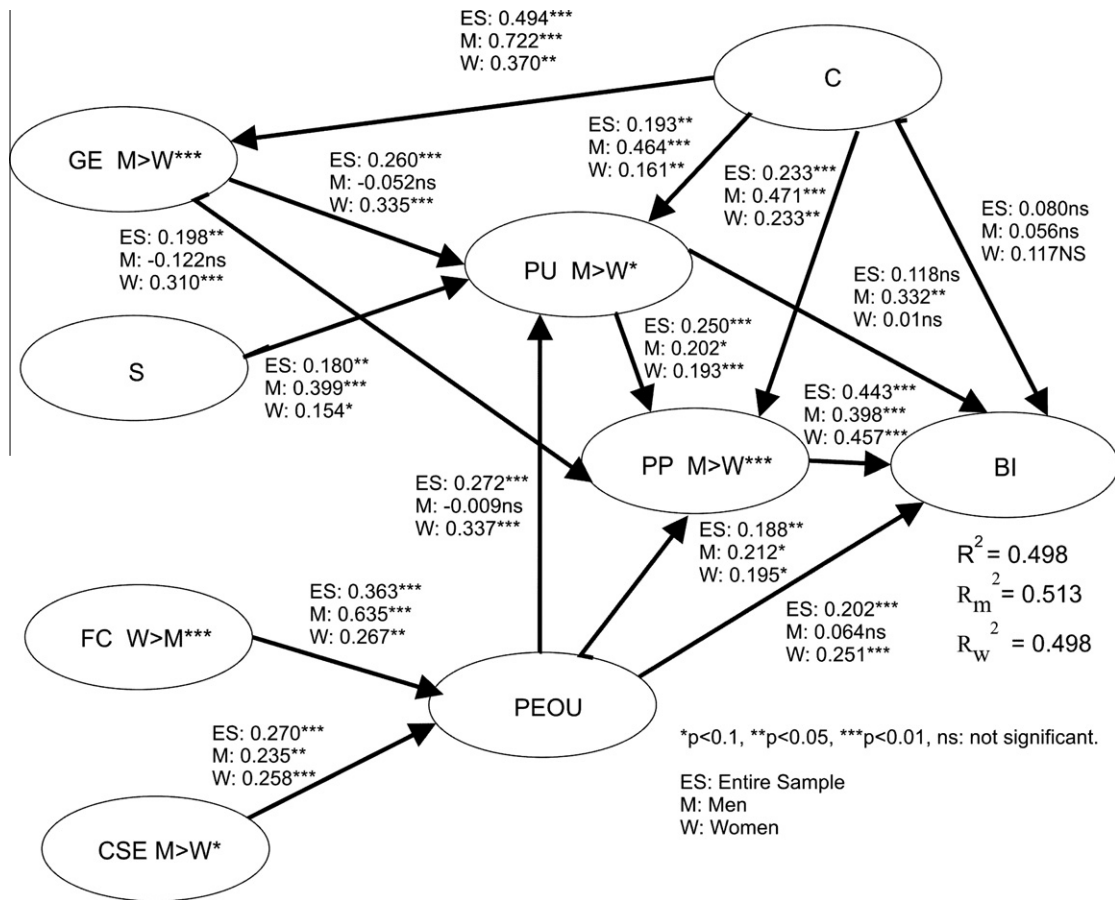 ES: 0.494***
M: 0.722***
W: 0.370**
C
GE M>W***
ES: 0.260***
M: -0.052ns
W: 0.335***
ES: 0.193**
M: 0.464***
W: 0.161**
ES: 0.233***
M: 0.471***
W: 0.233**
ES: 0.080ns
M: 0.056ns
W: 0.117NS
ES: 0.198**
M: -0.122ns
W: 0.310***
PU M>W*
ES: 0.118ns
M: 0.332**
W: 0.01ns
S
ES: 0.180**
M: 0.399***
W: 0.154*
ES: 0.250***
M: 0.202*
W: 0.193***
ES: 0.443***
M: 0.398***
W: 0.457***
PP M>W***
BI
ES: 0.272***
M: -0.009ns
W: 0.337***
ES: 0.188**
M: 0.212*
W: 0.195*
R² = 0.498
Rm² = 0.513
Rw² = 0.498
FC W>M***
ES: 0.363***
M: 0.635***
W: 0.267**
ES: 0.202***
M: 0.064ns
W: 0.251***
PEOU
ES: 0.270***
M: 0.235**
W: 0.258***
CSE M>W*
*p<0.1, **p<0.05, ***p<0.01, ns: not significant.
ES: Entire Sample
M: Men
W: Women